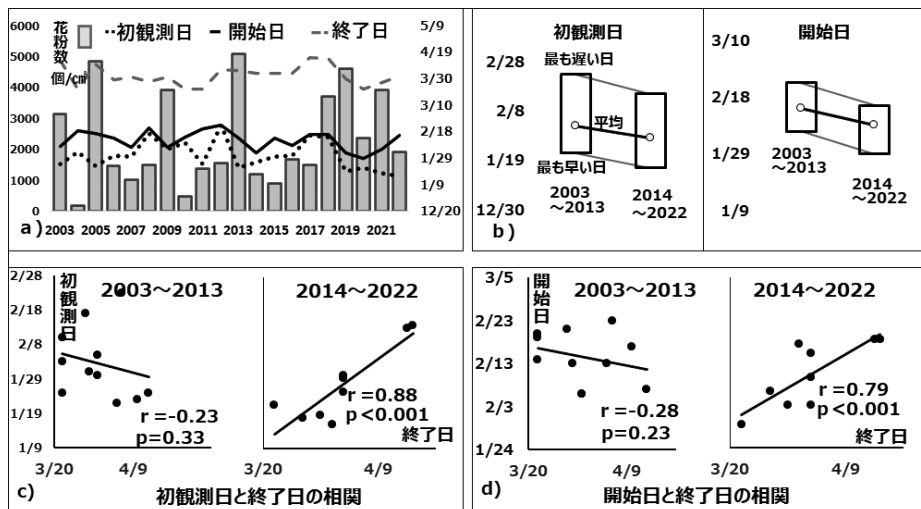 花粉数
個/㎠
初観測日 開始日 終了日
6000
5000
4000
3000
2000
1000
0
5/9
4/19
3/30
3/10
2/18
1/29
1/9
12/20
2003 2005 2007 2009 2011 2013 2015 2017 2019 2021
a)
初観測日
2/28
2/8
1/19
12/30
最も遅い日
平均
最も早い日
2003
～2013
2014
～2022
b)
開始日
3/10
2/18
1/29
1/9
2003
～2013
2014
～2022
初観測日
2/28
2/18
2/8
1/29
1/19
1/9
2003～2013
r=-0.23
p=0.33
3/20 4/9
2014～2022
r=0.88
p<0.001
終了日
3/20 4/9
c)
初観測日と終了日の相関
開始日
3/5
2/23
2/13
2/3
1/24
2003～2013
r=-0.28
p=0.23
3/20 4/9
2014～2022
r=0.79
p<0.001
終了日
3/20 4/9
d)
開始日と終了日の相関